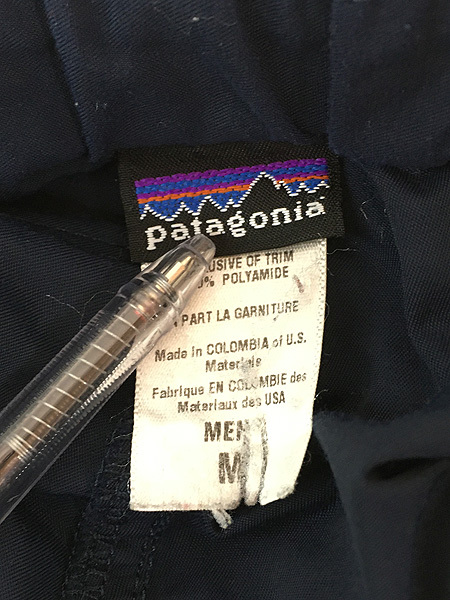 patagonia
USIVE OF TRIM
% POLYAMIDE
PART LA GARNITURE
Made in COLOMBIA of U.S.
Materials
Fabrique EN COLOMBIE des
Materiaux des USA
MEN
M